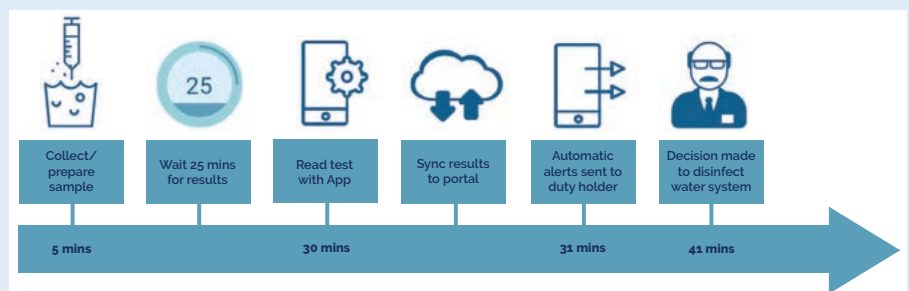 25
Collect/
prepare
sample
Wait 25 mins
for results
Read test
with App
Sync results
to portal
Automatic
alerts sent to
duty holder
Decision made
to disinfect
water system
5 mins
30 mins
31 mins
41 mins